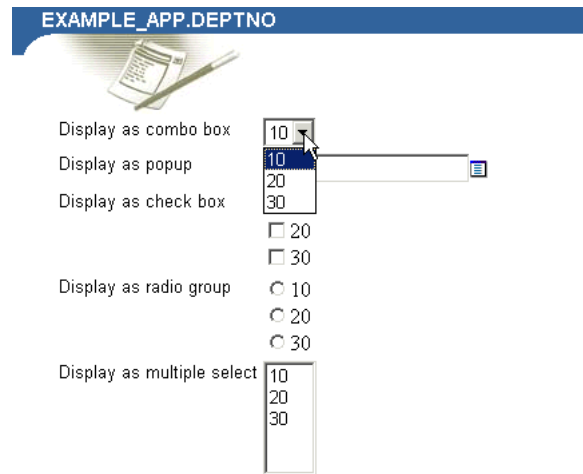 EXAMPLE_APP.DEPTNO
Display as combo box 10
10
Display as popup
20
Display as check box 30
20
30
Display as radio group 10
20
30
Display as multiple select 10
20
30